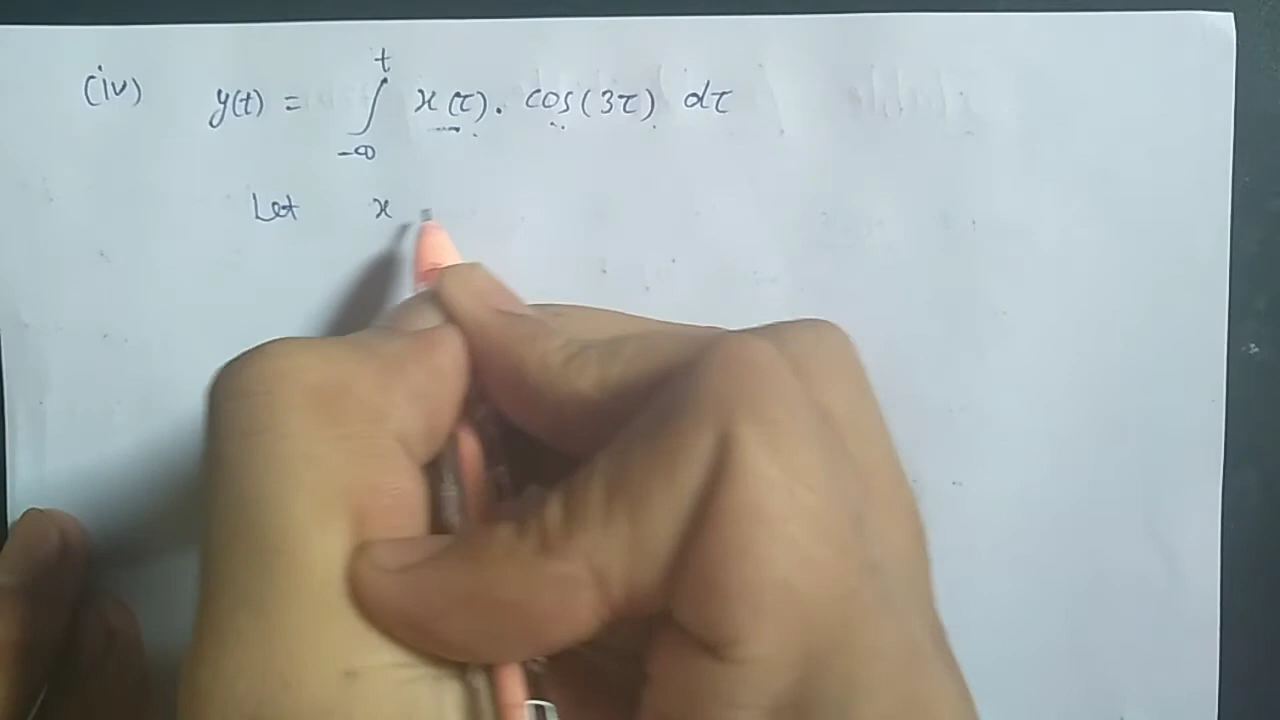 (iv) y(t) = ∫_{-∞}^{t} x(τ). cos(3τ) dτ
Let x